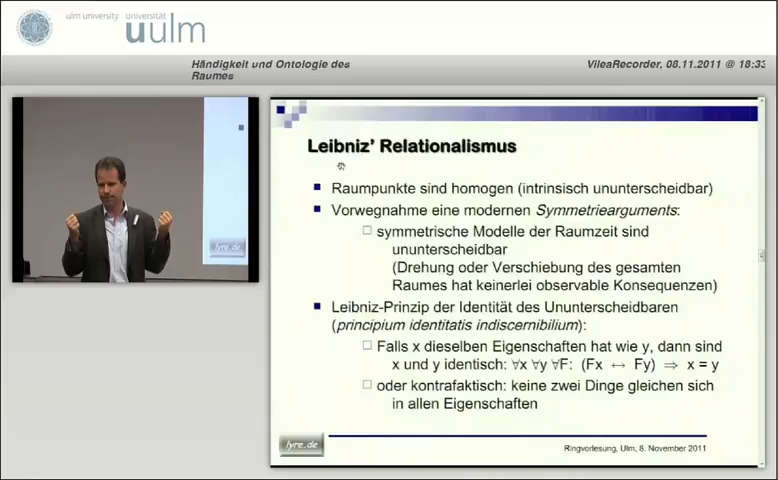 ulm university universität
uulm
Händigkeit und Ontologie des
Raumes
VileaRecorder, 08.11.2011 @ 18:33
lyre.de
Leibniz’ Relationalismus
Raumpunkte sind homogen (intrinsisch ununterscheidbar)
Vorwegnahme eine modernen Symmetriearguments:
symmetrische Modelle der Raumzeit sind
ununterscheidbar
(Drehung oder Verschiebung des gesamten
Raumes hat keinerlei observable Konsequenzen)
Leibniz-Prinzip der Identität des Ununterscheidbaren
(principium identitatis indiscernibilium):
Falls x dieselben Eigenschaften hat wie y, dann sind
x und y identisch: ∀x ∀y ∀F: (Fx ↔ Fy) ⇒ x = y
oder kontrafaktisch: keine zwei Dinge gleichen sich
in allen Eigenschaften
lyre.de
Ringvorlesung, Ulm, 8. November 2011